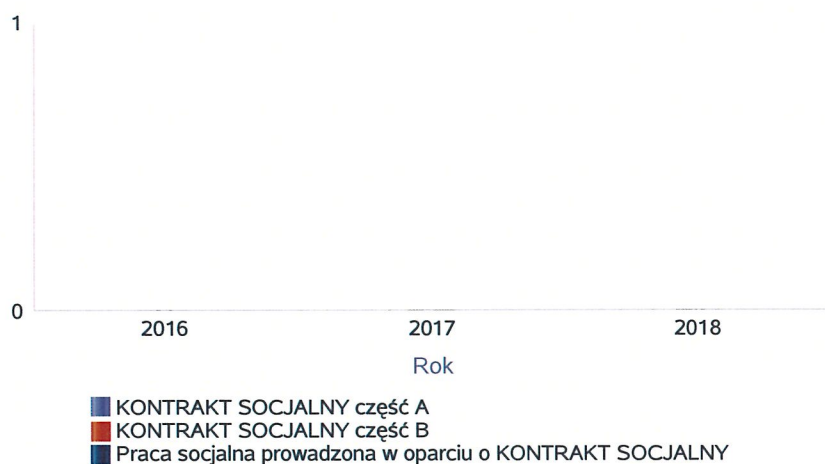 1
0
2016 2017 2018
Rok
KONTRAKT SOCJALNY część A
KONTRAKT SOCJALNY część B
Praca socjalna prowadzona w oparciu o KONTRAKT SOCJALNY